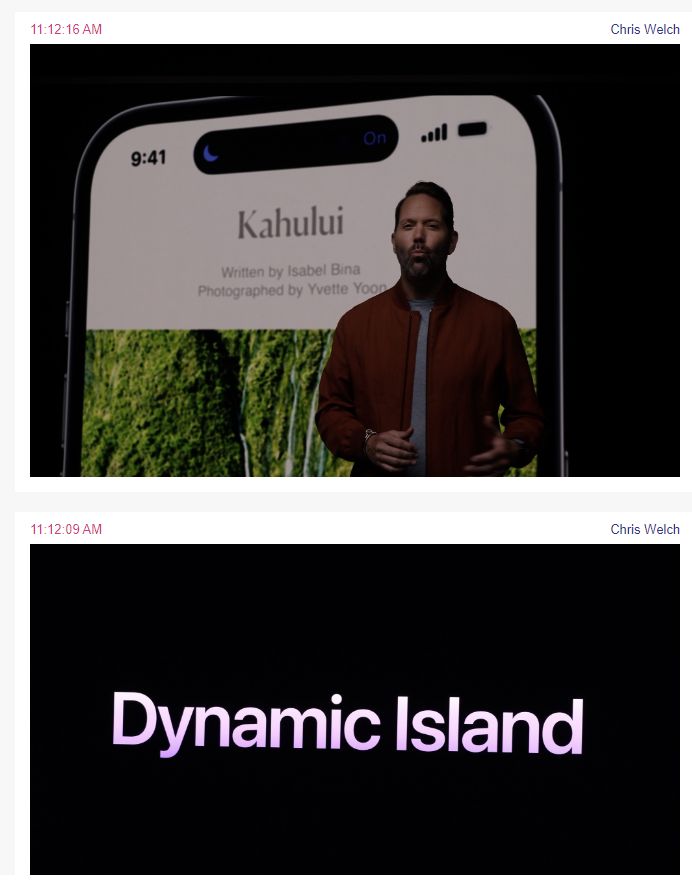 11:12:16 AM Chris Welch
9:41 On
Kahului
Written by Isabel Bina
Photographed by Yvette Yoon
11:12:09 AM Chris Welch
Dynamic Island